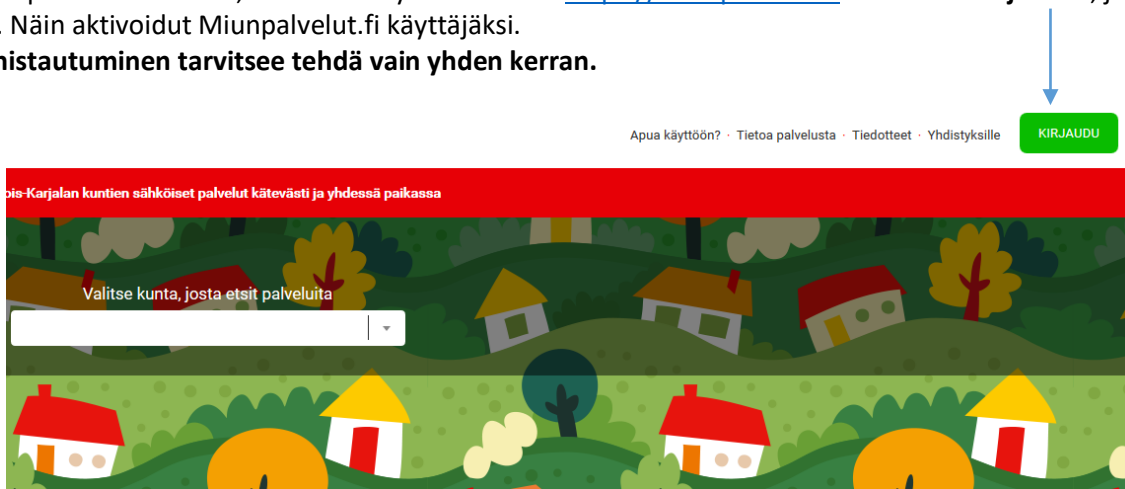 . Näin aktivoidut Miunpalvelut.fi käyttäjäksi.
nistautuminen tarvitsee tehdä vain yhden kerran.
Apua käyttöön? · Tietoa palvelusta · Tiedotteet · Yhdistyksille KIRJAUDU
ois-Karjalan kuntien sähköiset palvelut kätevästi ja yhdessä paikassa
Valitse kunta, josta etsit palveluita